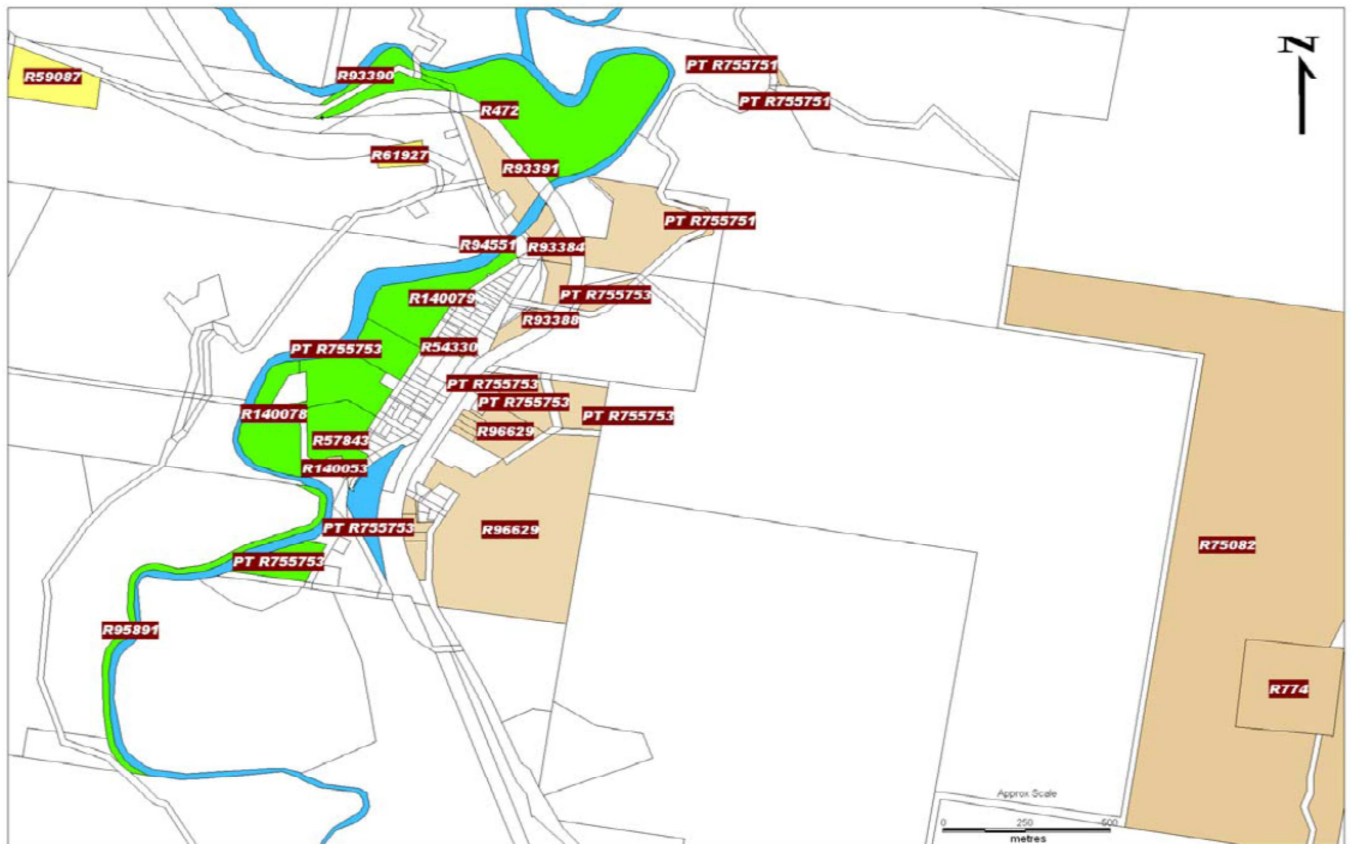 N
PT R755751
R59087
R93390
PT R755751
R472
R61927
R93391
PT R755751
R94551
R93384
R140079
PT R755753
R93388
PT R755753
R54330
PT R755753
PT R755753
R140078
PT R755753
R57843
R96629
R140053
PT R755753
R96629
R75082
PT R755753
R95891
R774
Approx Scale
0 250 500
metres